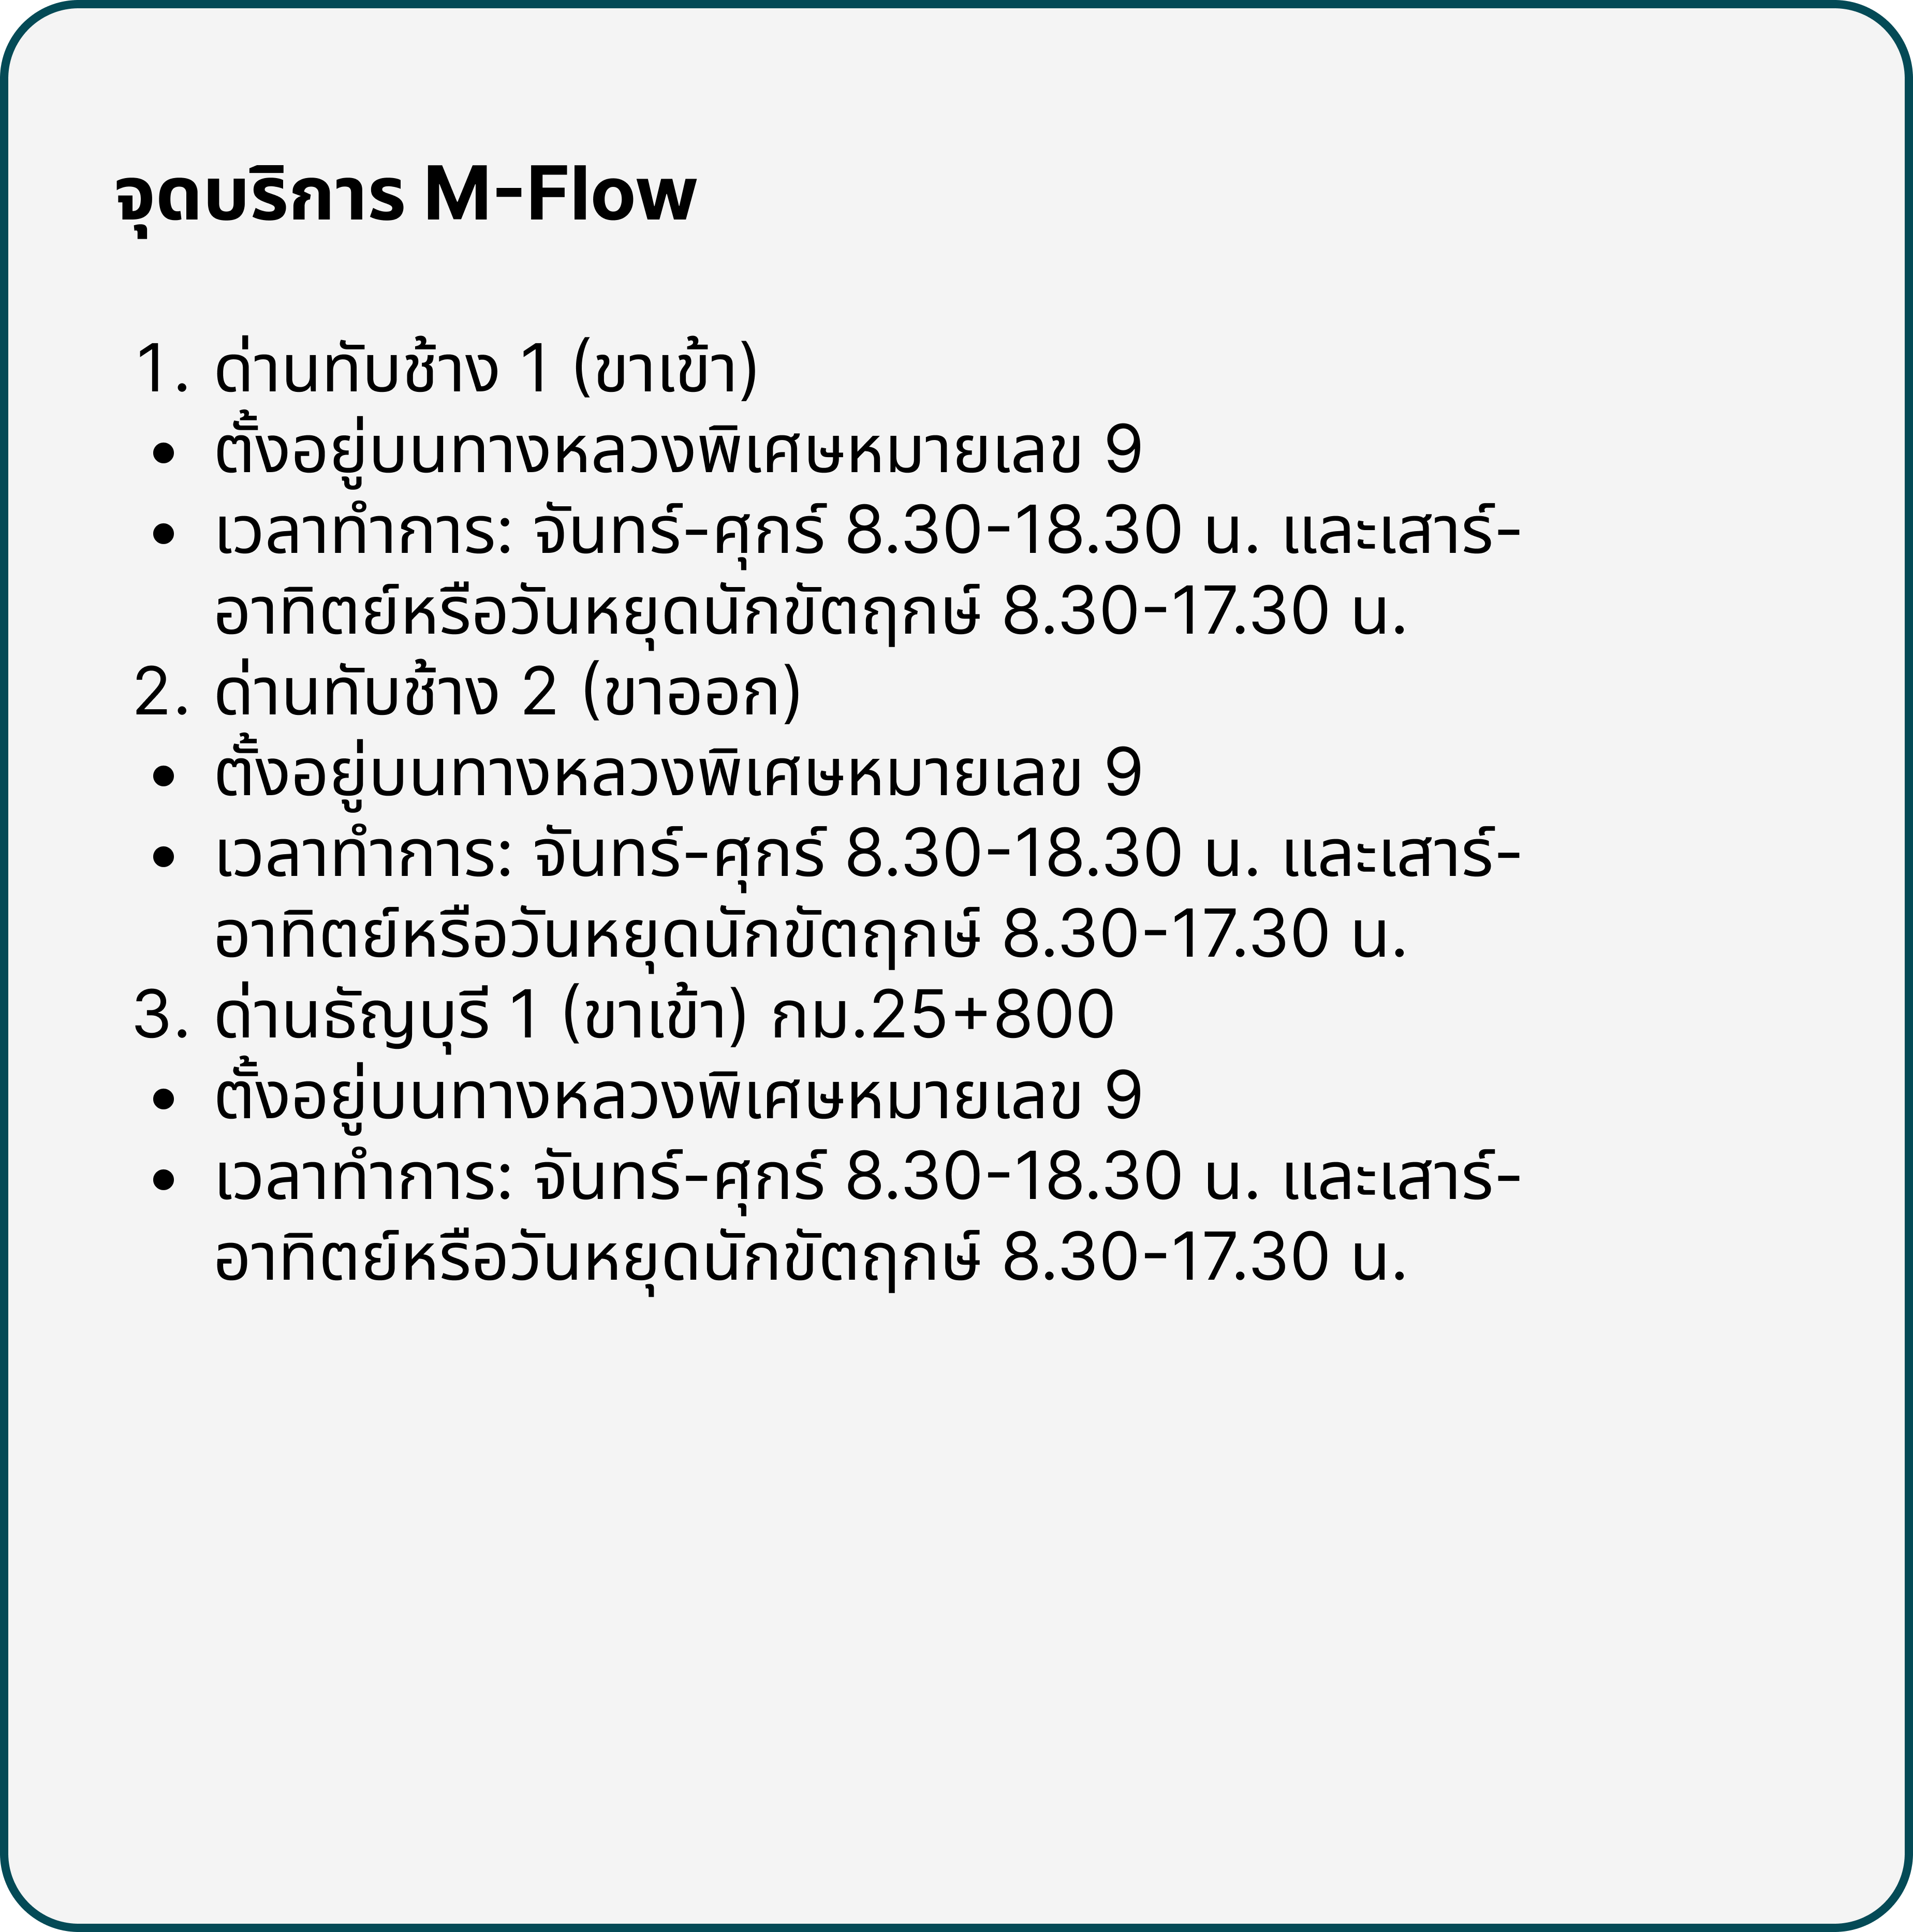 จุดบริการ M-Flow
1. ด่านทับช้าง 1 (ขาเข้า)
• ตั้งอยู่บนทางหลวงพิเศษหมายเลข 9
• เวลาทำการ: จันทร์-ศุกร์ 8.30-18.30 น. และเสาร์-
อาทิตย์หรือวันหยุดนักขัตฤกษ์ 8.30-17.30 น.
2. ด่านทับช้าง 2 (ขาออก)
• ตั้งอยู่บนทางหลวงพิเศษหมายเลข 9
• เวลาทำการ: จันทร์-ศุกร์ 8.30-18.30 น. และเสาร์-
อาทิตย์หรือวันหยุดนักขัตฤกษ์ 8.30-17.30 น.
3. ด่านธัญบุรี 1 (ขาเข้า) กม.25+800
• ตั้งอยู่บนทางหลวงพิเศษหมายเลข 9
• เวลาทำการ: จันทร์-ศุกร์ 8.30-18.30 น. และเสาร์-
อาทิตย์หรือวันหยุดนักขัตฤกษ์ 8.30-17.30 น.